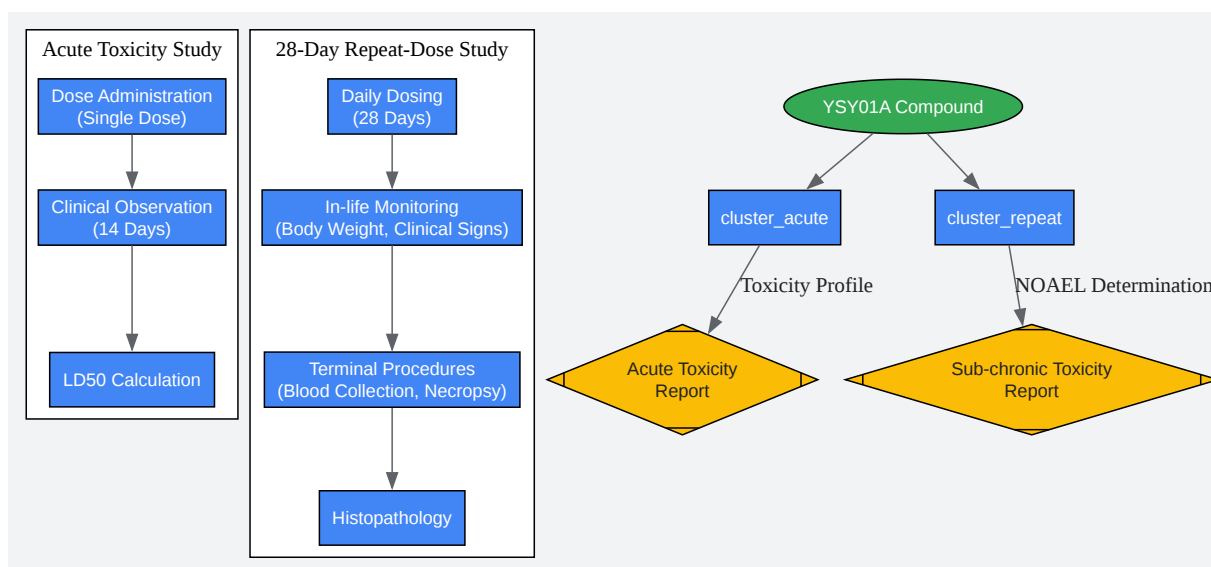 Acute Toxicity Study
Dose Administration
(Single Dose)
Clinical Observation
(14 Days)
LD50 Calculation
28-Day Repeat-Dose Study
Daily Dosing
(28 Days)
In-life Monitoring
(Body Weight, Clinical Signs)
Terminal Procedures
(Blood Collection, Necropsy)
Histopathology
YSY01A Compound
cluster_acute
cluster_repeat
Toxicity Profile
NOAEL Determination
Acute Toxicity
Report
Sub-chronic Toxicity
Report